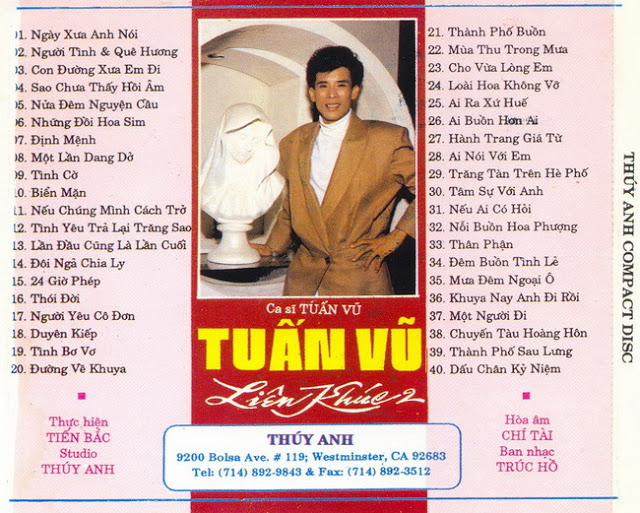 01. Ngày Xưa Anh Nói
02. Người Tình & Quê Hương
03. Con Đường Xưa Em Đi
04. Sao Chưa Thấy Hồi Âm
05. Nửa Đêm Nguyện Cầu
06. Những Đồi Hoa Sim
07. Định Mệnh
08. Một Lần Dang Dở
09. Tình Cờ
10. Biển Mặn
11. Nếu Chúng Mình Cách Trở
12. Tình Yêu Trả Lại Trăng Sao
13. Lần Đầu Cũng Là Lần Cuối
14. Đôi Ngả Chia Ly
15. 24 Giờ Phép
16. Thói Đời
17. Người Yêu Cô Đơn
18. Duyên Kiếp
19. Tình Bơ Vơ
20. Đường Về Khuya
Thực hiện
TIẾN BẮC
Studio
THÚY ANH
Ca sĩ TUẤN VŨ
TUẤN VŨ
Liên Khúc 2
THÚY ANH
9200 Bolsa Ave. # 119; Westminster, CA 92683
Tel: (714) 892-9843 & Fax: (714) 892-3512
21. Thành Phố Buồn
22. Mùa Thu Trong Mưa
23. Cho Vừa Lòng Em
24. Loài Hoa Không Vỡ
25. Ai Ra Xứ Huế
26. Ai Buồn Hơn Ai
27. Hành Trang Giã Từ
28. Ai Nói Với Em
29. Trăng Tàn Trên Hè Phố
30. Tâm Sự Với Anh
31. Nếu Ai Có Hỏi
32. Nỗi Buồn Hoa Phượng
33. Thân Phận
34. Đêm Buồn Tỉnh Lẻ
35. Mưa Đêm Ngoại Ô
36. Khuya Nay Anh Đi Rồi
37. Một Người Đi
38. Chuyến Tàu Hoàng Hôn
39. Thành Phố Sau Lưng
40. Dấu Chân Kỷ Niệm
Hòa âm
CHÍ TÀI
Ban nhạc
TRÚC HỒ
THÚY ANH COMPACT DISC